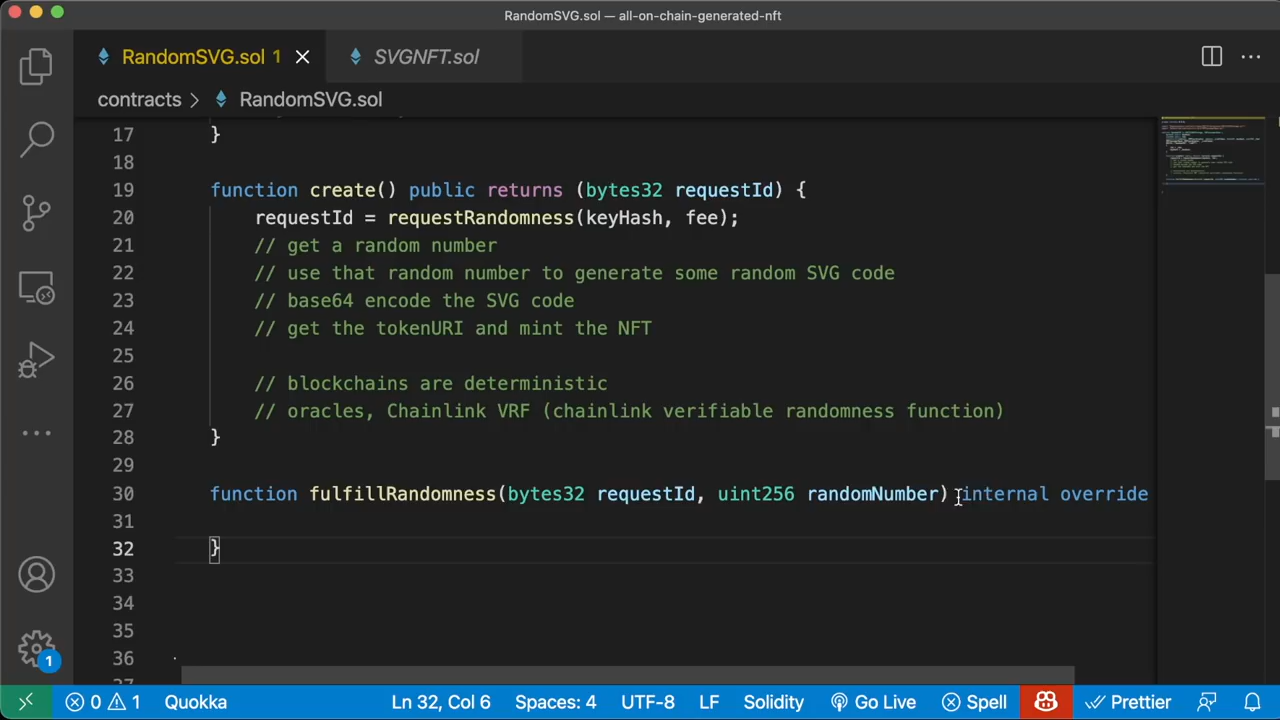 RandomSVG.sol — all-on-chain-generated-nft
RandomSVG.sol 1
SVGNFT.sol
contracts > RandomSVG.sol
17 }
18
19 function create() public returns (bytes32 requestId) {
20 requestId = requestRandomness(keyHash, fee);
21 // get a random number
22 // use that random number to generate some random SVG code
23 // base64 encode the SVG code
24 // get the tokenURI and mint the NFT
25
26 // blockchains are deterministic
27 // oracles, Chainlink VRF (chainlink verifiable randomness function)
28 }
29
30 function fulfillRandomness(bytes32 requestId, uint256 randomNumber) internal override
31
32 }
33
34
35
36
1
0 1 Quokka Ln 32, Col 6 Spaces: 4 UTF-8 LF Solidity Go Live Spell Prettier